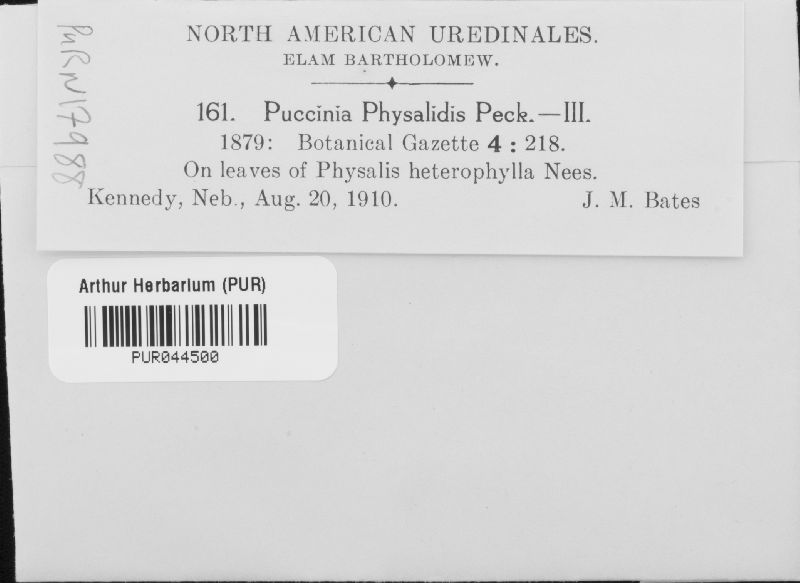 NORTH AMERICAN UREDINALES.
ELAM BARTHOLOMEW.
161. Puccinia Physalidis Peck.—III.
1879: Botanical Gazette 4 : 218.
On leaves of Physalis heterophylla Nees.
Kennedy, Neb., Aug. 20, 1910. J. M. Bates
PURN17988
Arthur Herbarium (PUR)
PUR044500